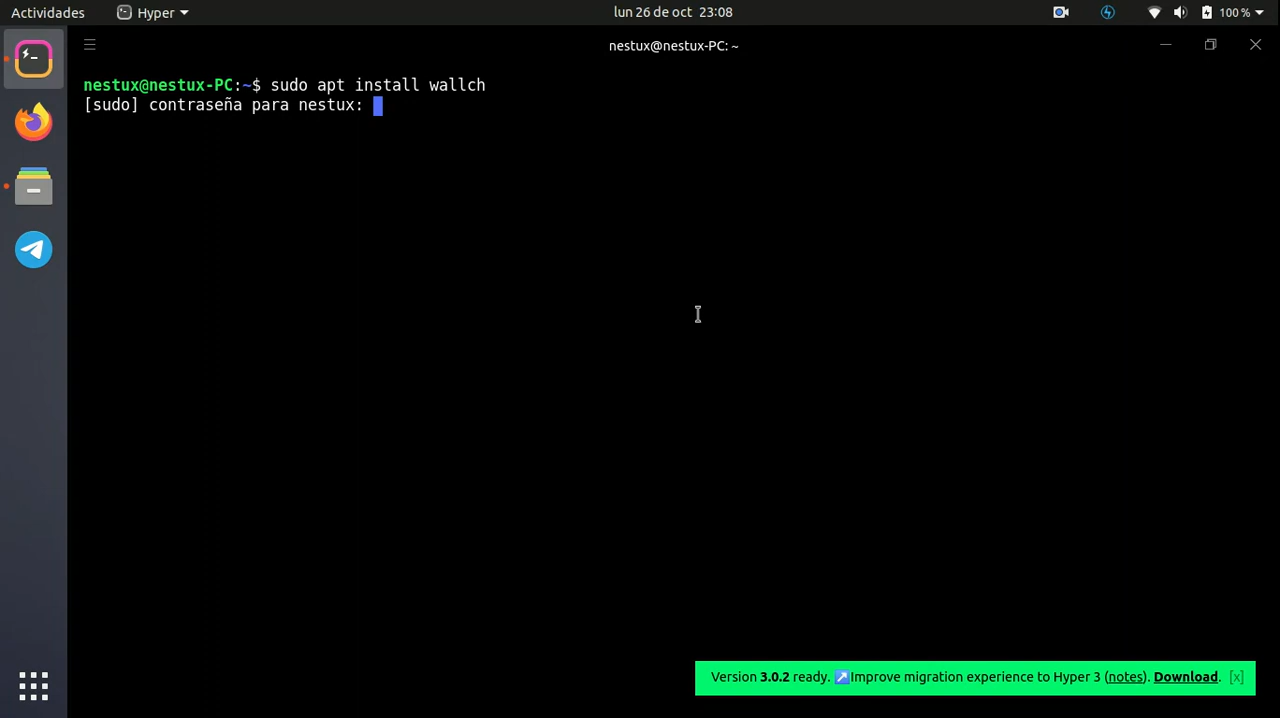 Actividades Hyper lun 26 de oct 23:08 100 %
nestux@nestux-PC: ~
nestux@nestux-PC:~$ sudo apt install wallch
[sudo] contraseña para nestux:
Version 3.0.2 ready. ↗Improve migration experience to Hyper 3 (notes). Download. [x]